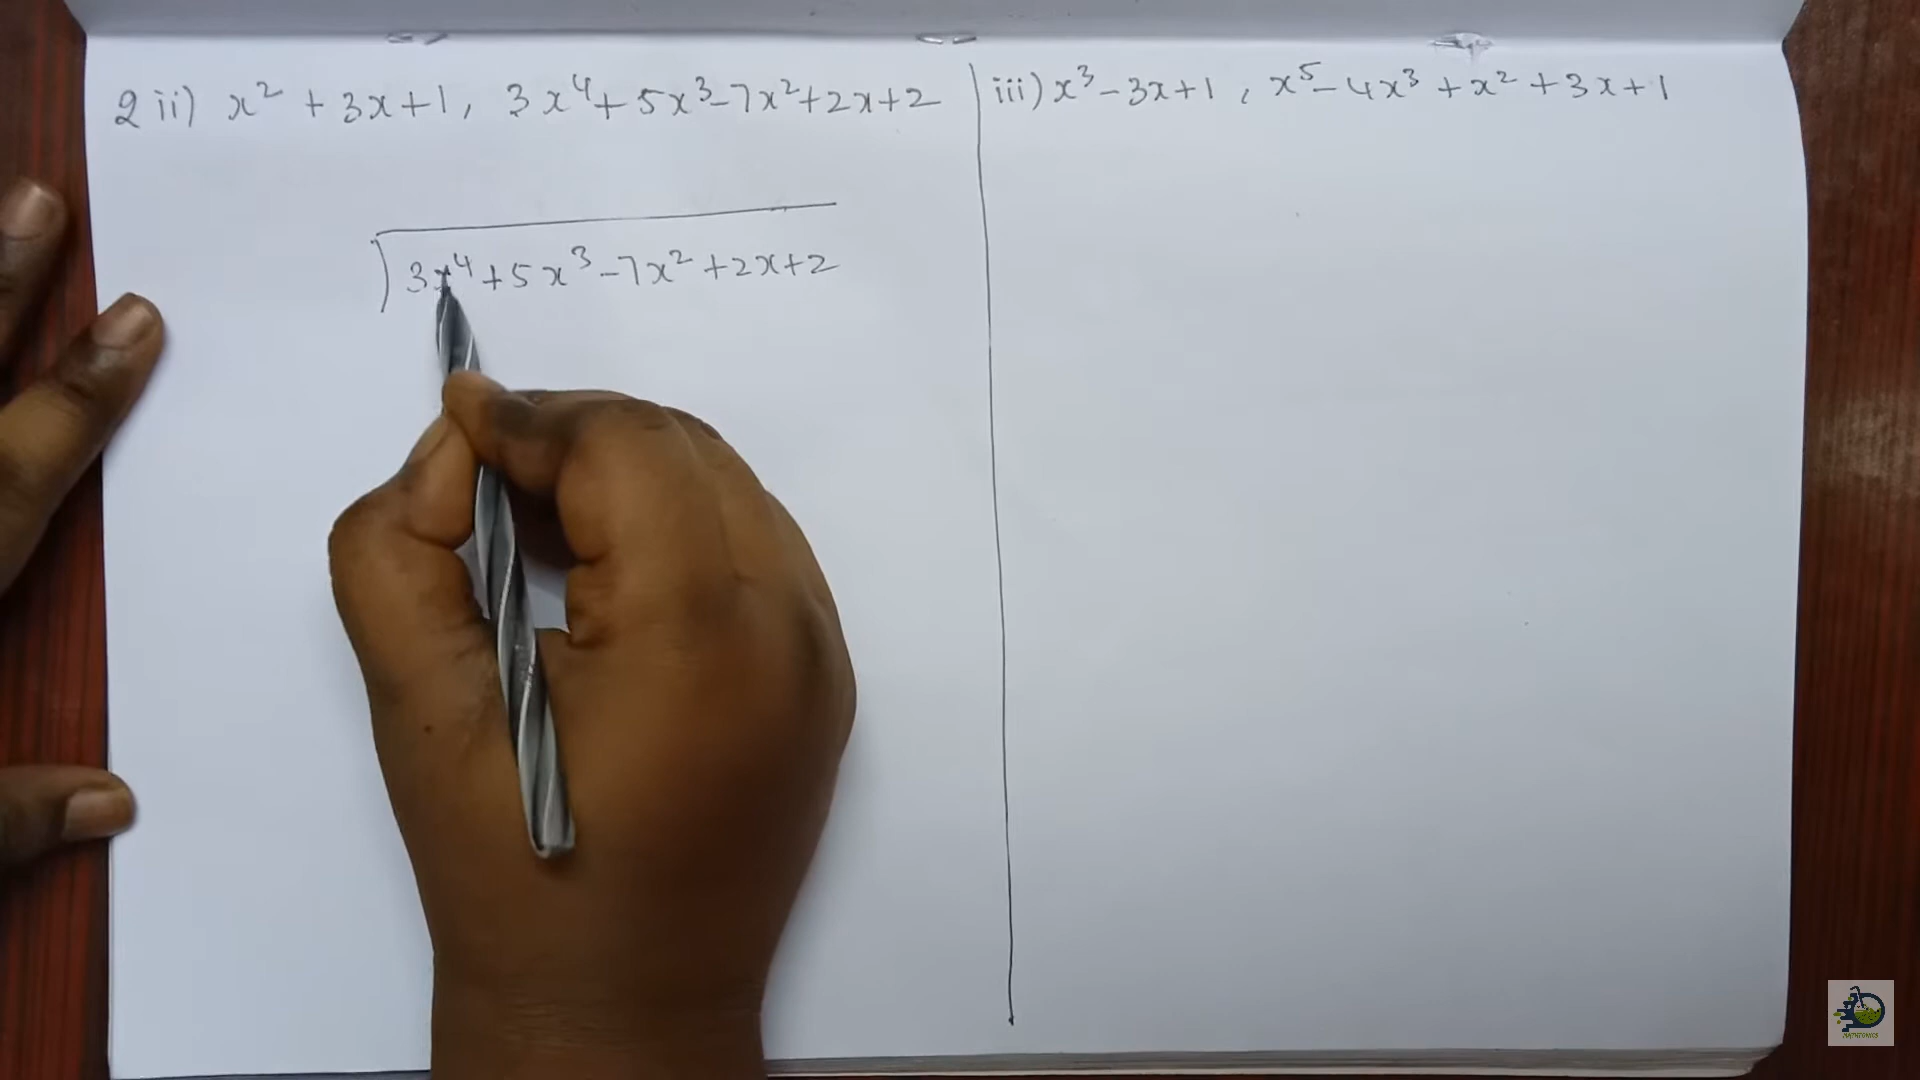 2 ii) x² + 3x+1, 3x⁴+5x³-7x²+2x+2
iii) x³-3x+1, x⁵-4x³+x²+3x+1
3x⁴+5x³-7x²+2x+2
MATHTONICS